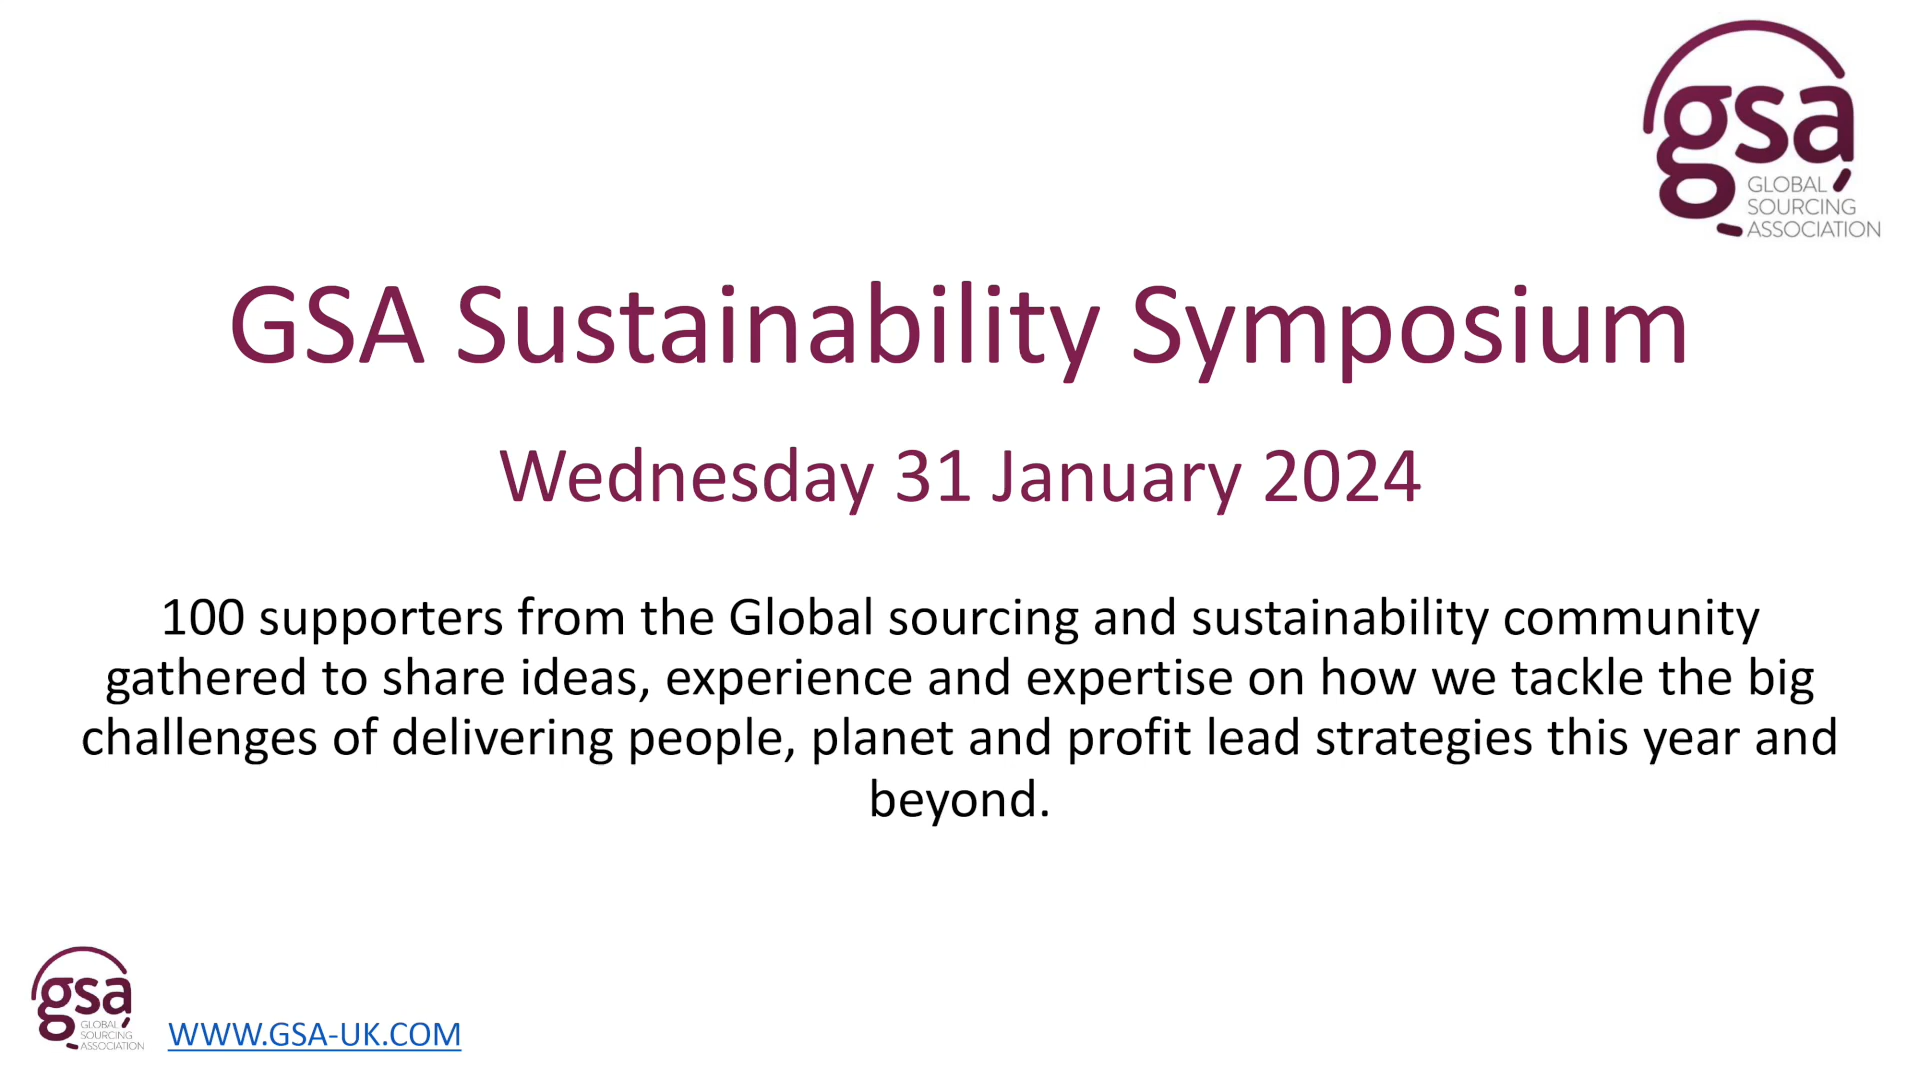 gsa
GLOBAL
SOURCING
ASSOCIATION
GSA Sustainability Symposium
Wednesday 31 January 2024
100 supporters from the Global sourcing and sustainability community
gathered to share ideas, experience and expertise on how we tackle the big
challenges of delivering people, planet and profit lead strategies this year and
beyond.
gsa
GLOBAL
SOURCING
ASSOCIATION
WWW.GSA-UK.COM